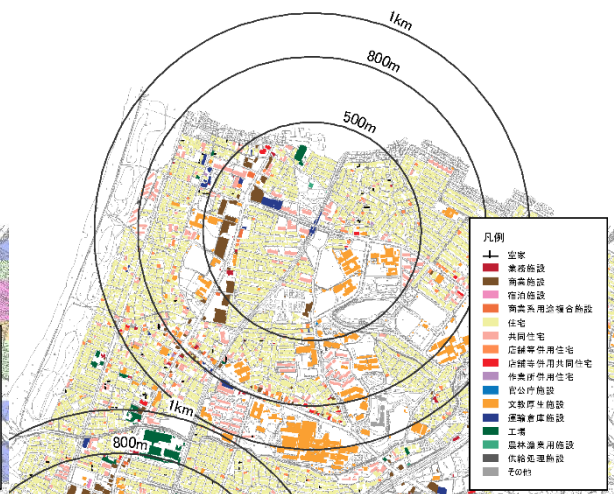 1km
800m
500m
凡例
空家
業務施設
商業施設
宿泊施設
商業系用途複合施設
住宅
共同住宅
店舗等併用住宅
店舗等併用共同住宅
作業所併用住宅
官公庁施設
文教厚生施設
運輸倉庫施設
工場
農林漁業用施設
供給処理施設
その他
1km
800m